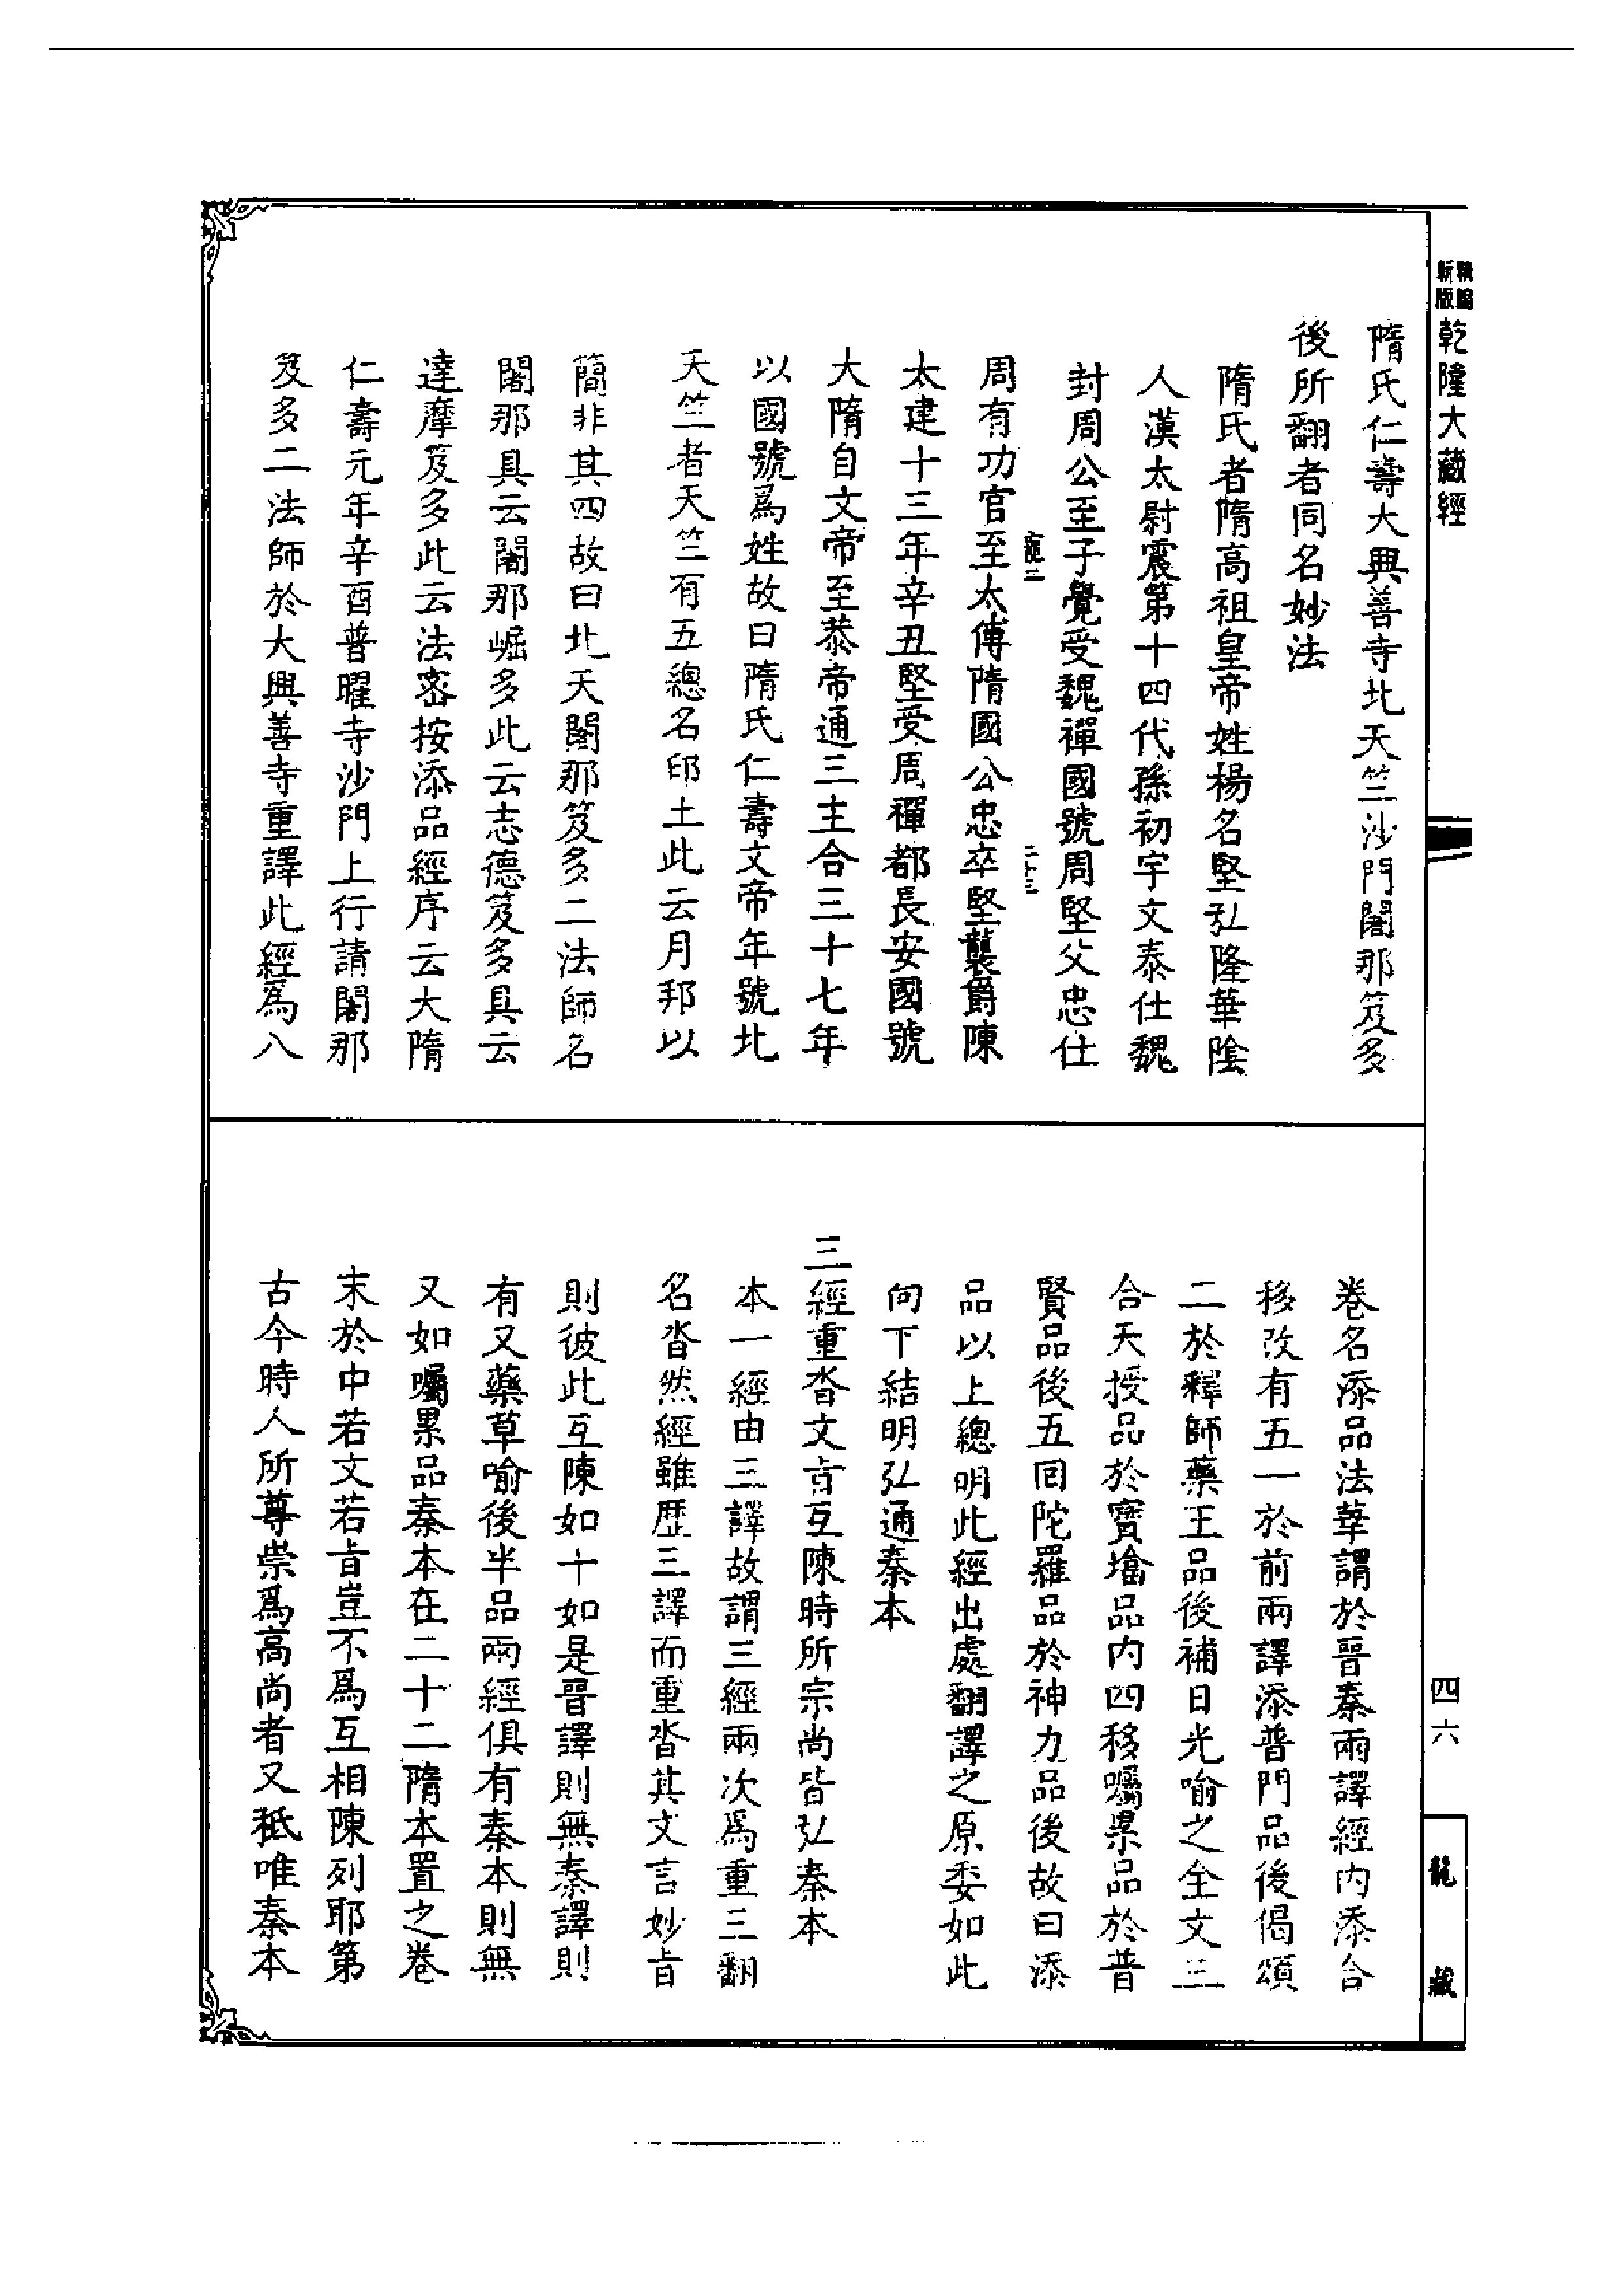 新版
乾隆大藏經
隋氏仁壽大興善寺北天竺沙門闍那笈多
後所翻者同名妙法
隋氏者隋高祖皇帝姓楊名堅弘隆華陰
人漢太尉震第十四代孫初宇文泰仕魏
封周公至子覺受魏禪國號周堅父忠仕
龍二
二十三
周有功官至太傅隋國公忠卒堅襲爵陳
太建十三年辛丑堅受周禪都長安國號
大隋自文帝至恭帝通三主合三十七年
以國號爲姓故曰隋氏仁壽文帝年號北
天竺者天竺有五總名印土此云月邦以
簡非其四故曰北天闍那笈多二法師名
闍那具云闍那崛多此云志德笈多具云
達摩笈多此云法密按添品經序云大隋
仁壽元年辛酉普曜寺沙門上行請闍那
笈多二法師於大興善寺重譯此經爲八
卷名添品法華謂於晉秦兩譯經內添合
移改有五一於前兩譯添普門品後偈頌
二於釋師藥王品後補日光喻之全文三
合天授品於寶塔品內四移囑累品於普
賢品後五回陀羅品於神力品後故曰添
品以上總明此經出處翻譯之原委如此
向下結明弘通秦本
三經重沓文旨互陳時所宗尚皆弘秦本
本一經由三譯故謂三經兩次爲重三翻
名沓然經雖歷三譯而重沓其文言妙旨
則彼此互陳如十如是晉譯則無秦譯則
有又藥草喻後半品兩經俱有秦本則無
又如囑累品秦本在二十二隋本置之卷
末於中若文若旨豈不爲互相陳列耶第
古今時人所尊崇爲高尚者又秪唯秦本
四六
龍藏